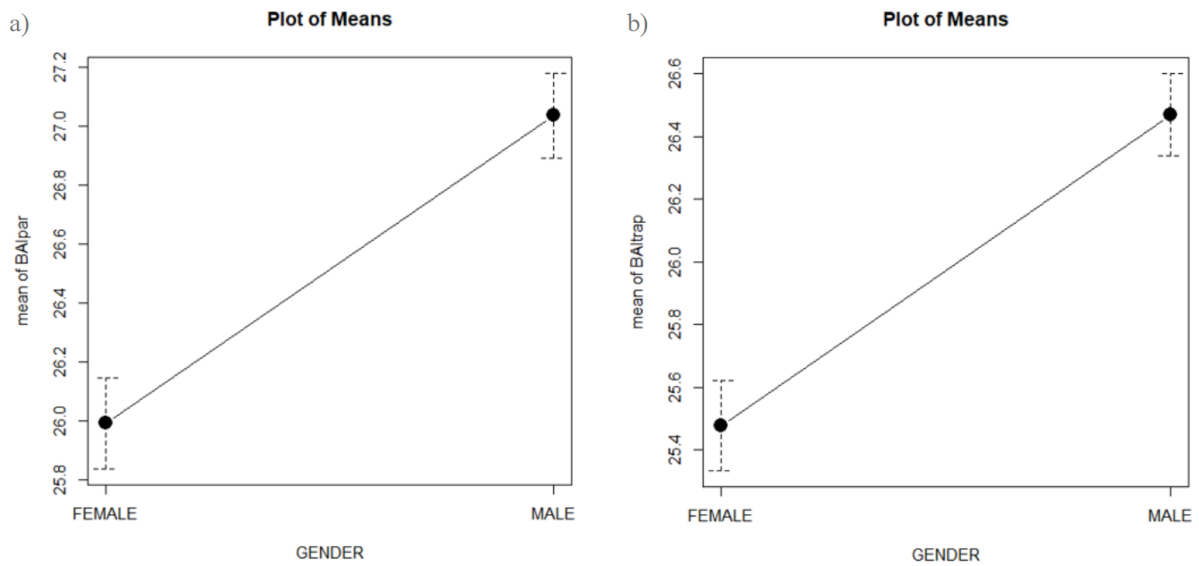 a)
Plot of Means
mean of BAIpar
27.2
27.0
26.8
26.6
26.4
26.2
26.0
25.8
FEMALE
MALE
GENDER
b)
Plot of Means
mean of BAItrap
26.6
26.4
26.2
26.0
25.8
25.6
25.4
FEMALE
MALE
GENDER